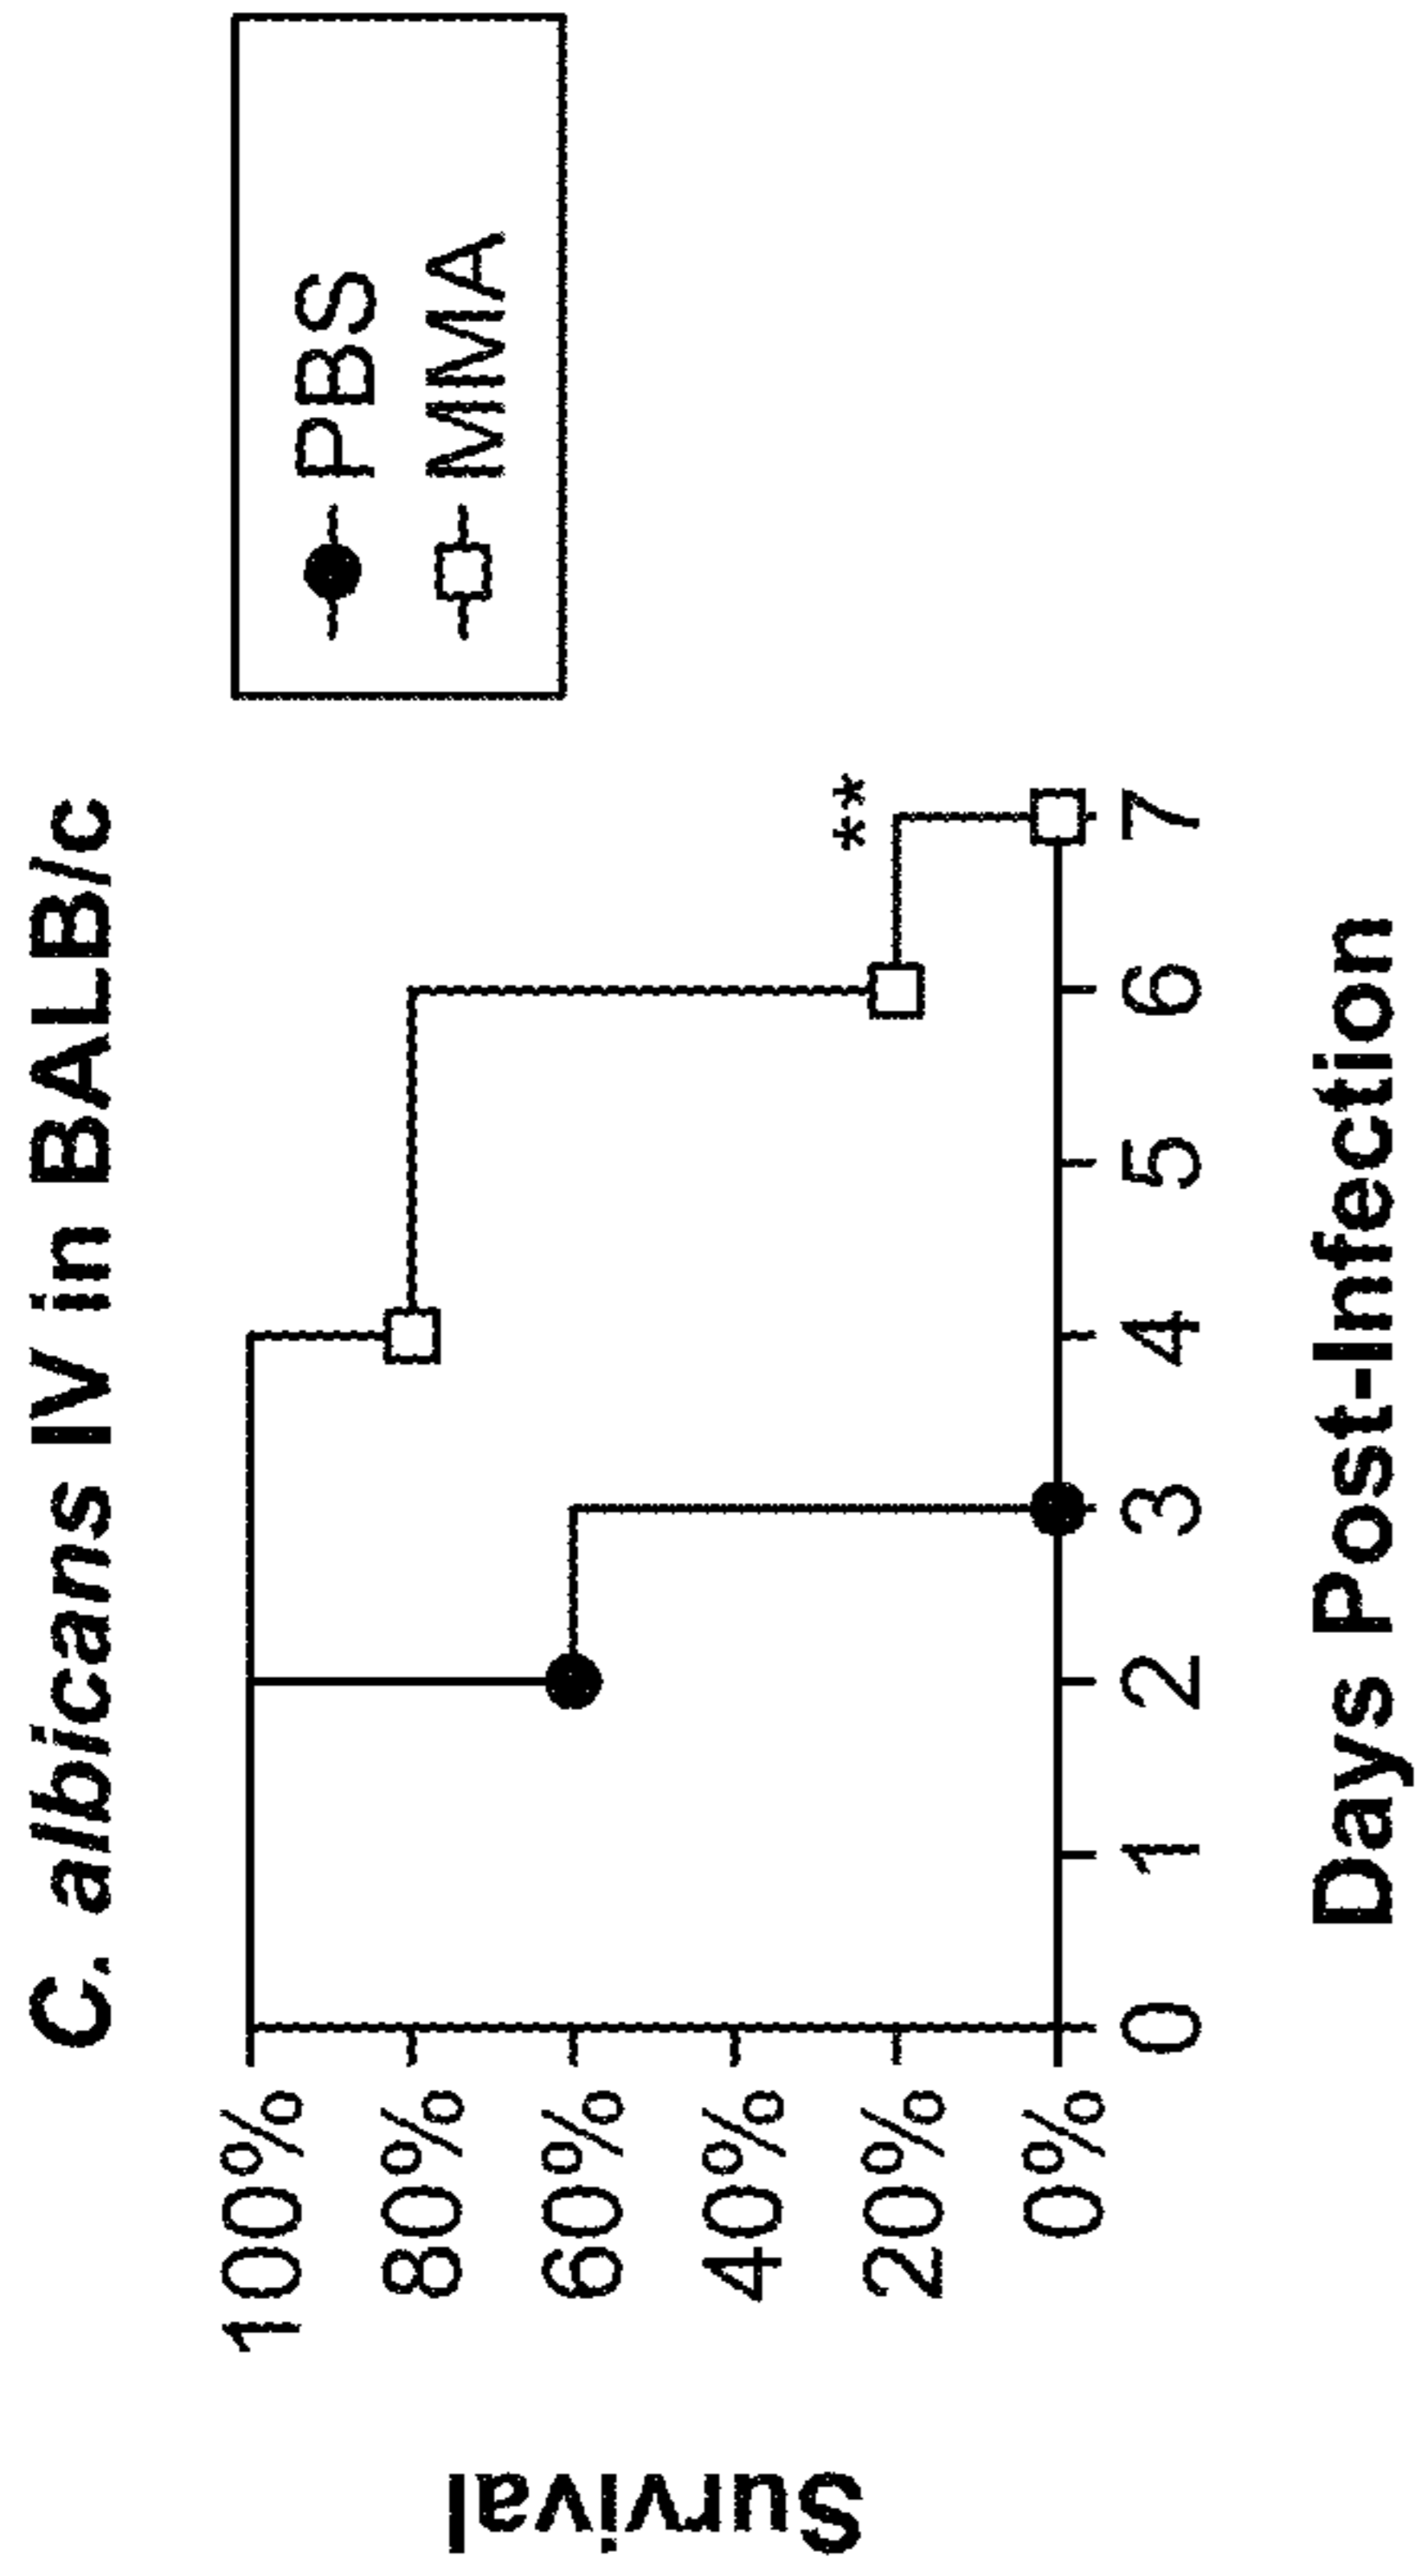 C. albicans IV in BALB/c
PBS
MMA
Survival
100%
80%
60%
40%
20%
0%
**
0 1 2 3 4 5 6 7
Days Post-Infection